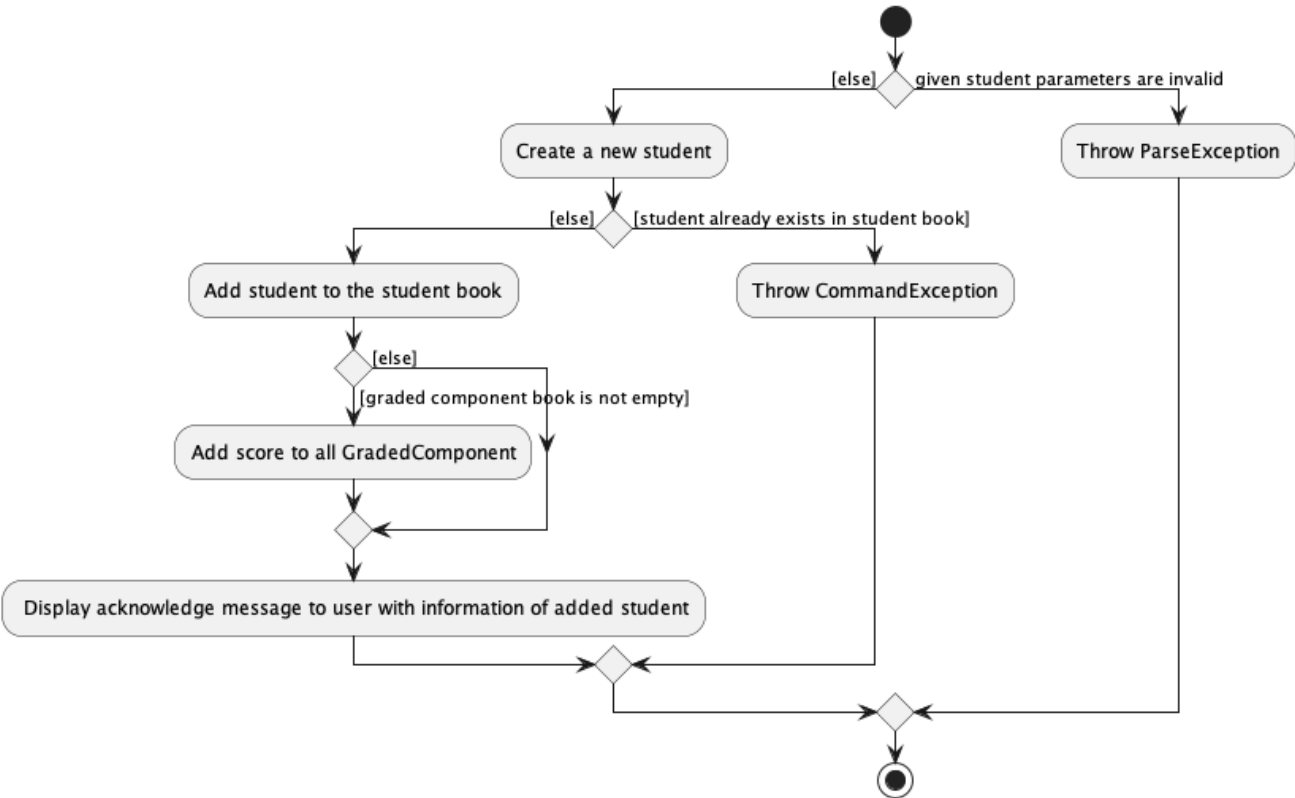 [else]
given student parameters are invalid
Create a new student
Throw ParseException
[else]
[student already exists in student book]
Add student to the student book
Throw CommandException
[else]
[graded component book is not empty]
Add score to all GradedComponent
Display acknowledge message to user with information of added student